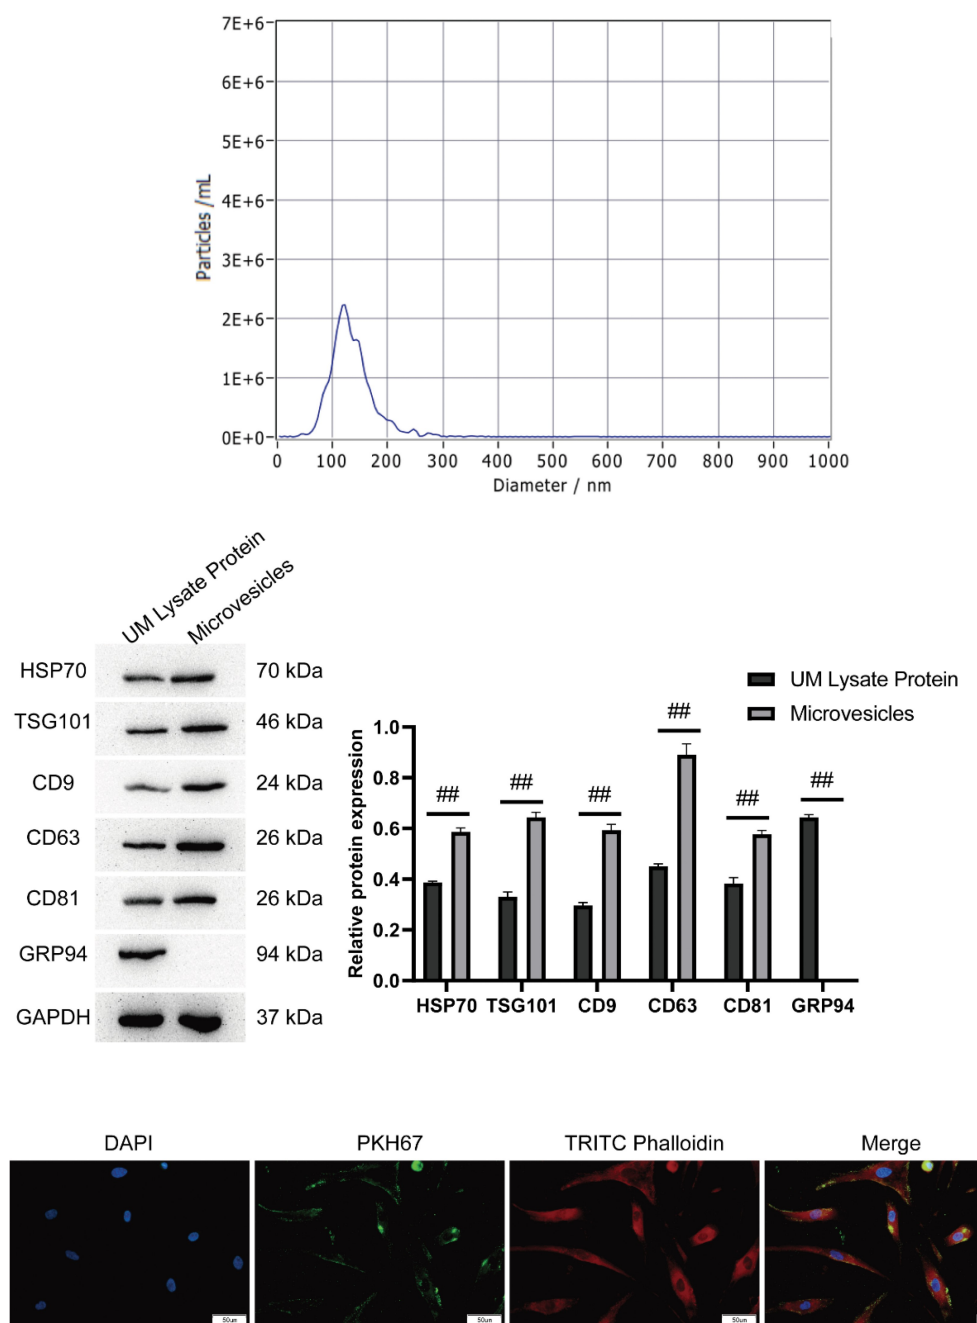 7E+6
6E+6
5E+6
4E+6
3E+6
2E+6
1E+6
0E+0
Particles /mL
0 100 200 300 400 500 600 700 800 900 1000
Diameter / nm
UM Lysate Protein
Microvesicles
HSP70 70 kDa
TSG101 46 kDa
CD9 24 kDa
CD63 26 kDa
CD81 26 kDa
GRP94 94 kDa
GAPDH 37 kDa
UM Lysate Protein
Microvesicles
Relative protein expression
1.0
0.8
0.6
0.4
0.2
0.0
## ## ## ## ## ##
HSP70 TSG101 CD9 CD63 CD81 GRP94
DAPI PKH67 TRITC Phalloidin Merge
50um 50um 50um 50um